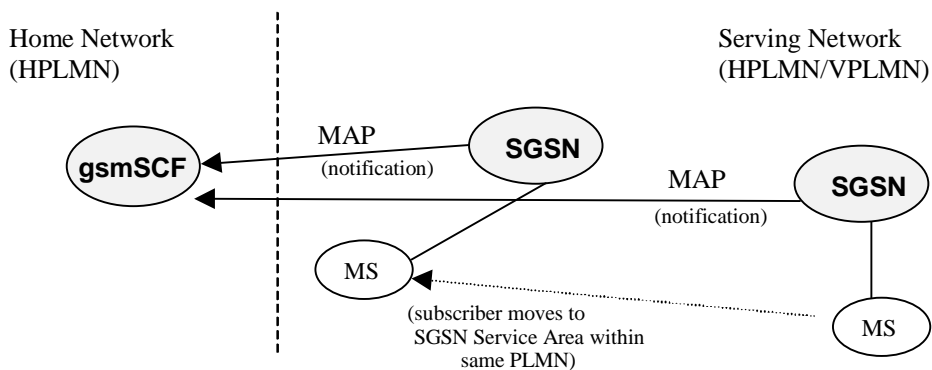 Home Network
(HPLMN)
Serving Network
(HPLMN/VPLMN)
gsmSCF
MAP
(notification)
SGSN
MAP
(notification)
SGSN
MS
(subscriber moves to
SGSN Service Area within
same PLMN)
MS